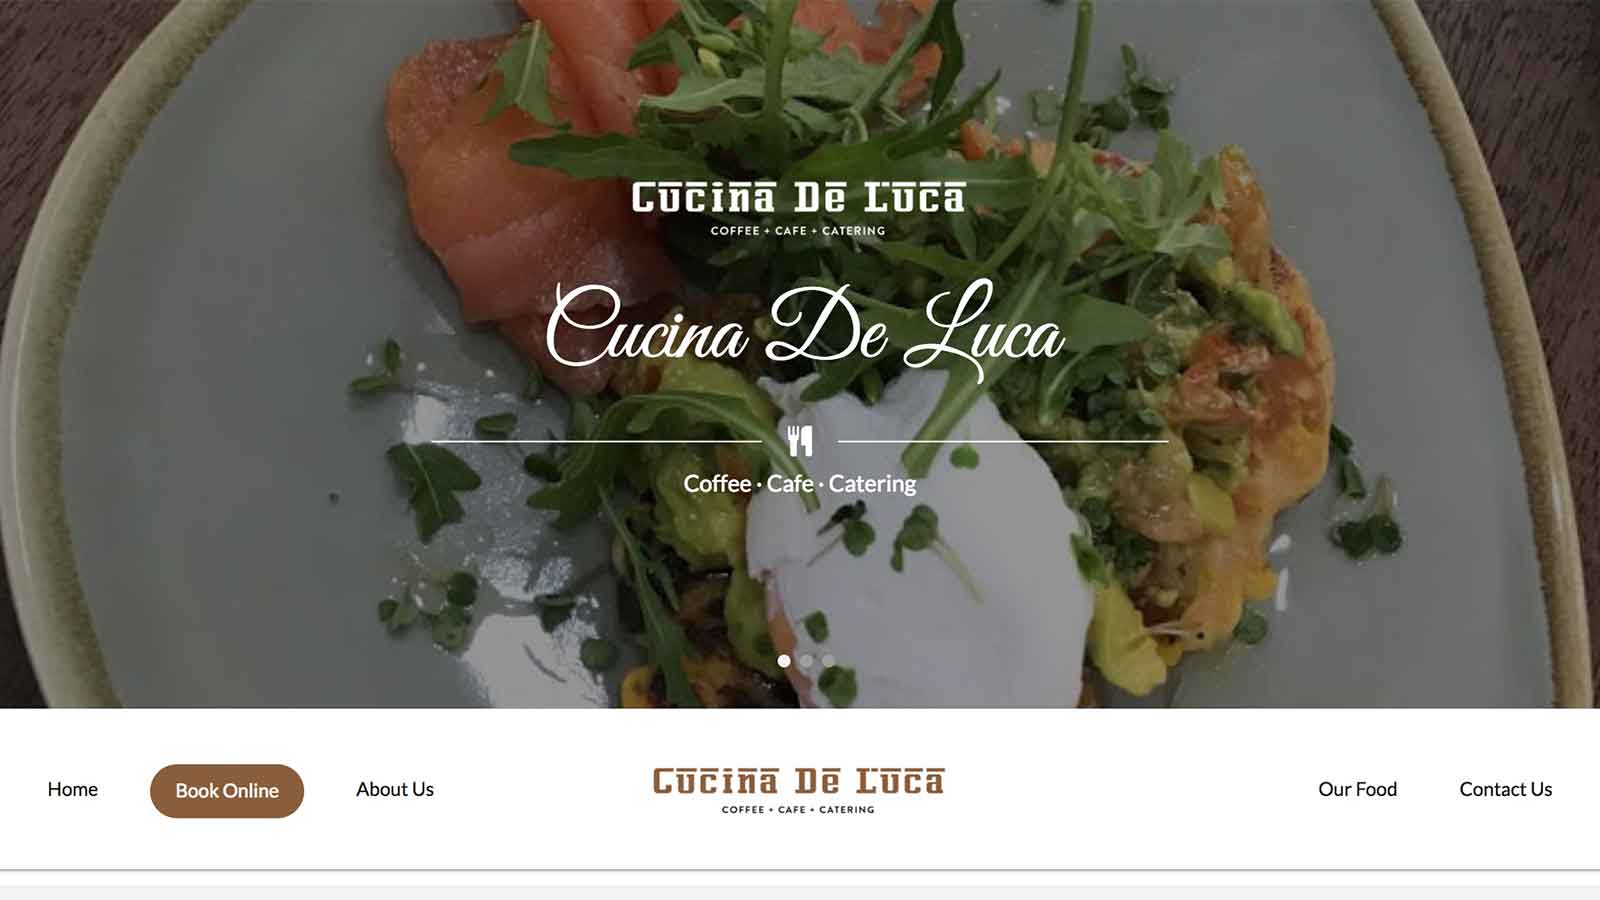 Cucina De Luca
COFFEE + CAFE + CATERING
Cucina De Luca
Coffee · Cafe · Catering
Home
Book Online
About Us
Cucina De Luca
COFFEE + CAFE + CATERING
Our Food
Contact Us